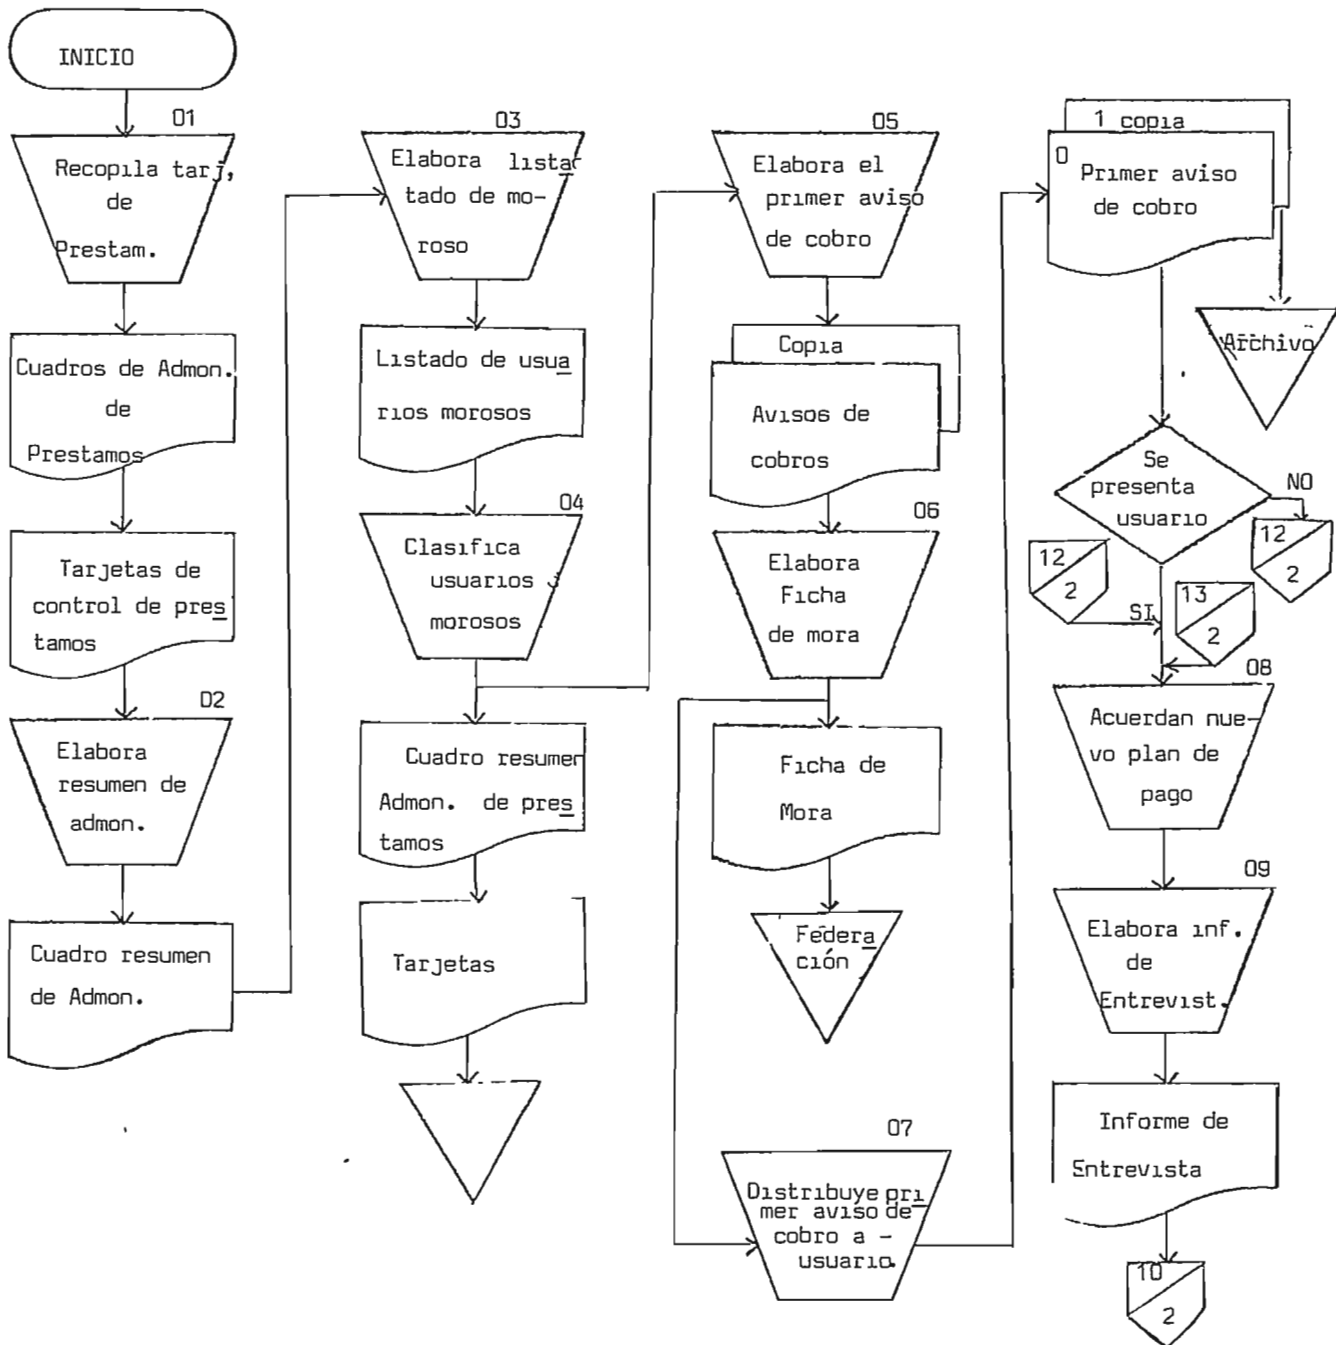 INICIO
01
Recopila tarj,
de
Prestam.
Cuadros de Admon.
de
Prestamos
Tarjetas de
control de pres
tamos
02
Elabora
resumen de
admon.
Cuadro resumen
de Admon.
03
Elabora lista
tado de mo-
roso
Listado de usua
rios morosos
04
Clasifica
usuarios
morosos
Cuadro resumen
Admon. de pres
tamos
Tarjetas
05
Elabora el
primer aviso
de cobro
Copia
Avisos de
cobros
06
Elabora
Ficha
de mora
Ficha de
Mora
Federa
ción
07
Distribuye pri
mer aviso de
cobro a -
usuario.
1 copia
0
Primer aviso
de cobro
Archivo
Se
presenta
usuario
NO
12
2
12
2
SI
13
2
08
Acuerdan nue-
vo plan de
pago
09
Elabora inf.
de
Entrevist.
Informe de
Entrevista
10
2